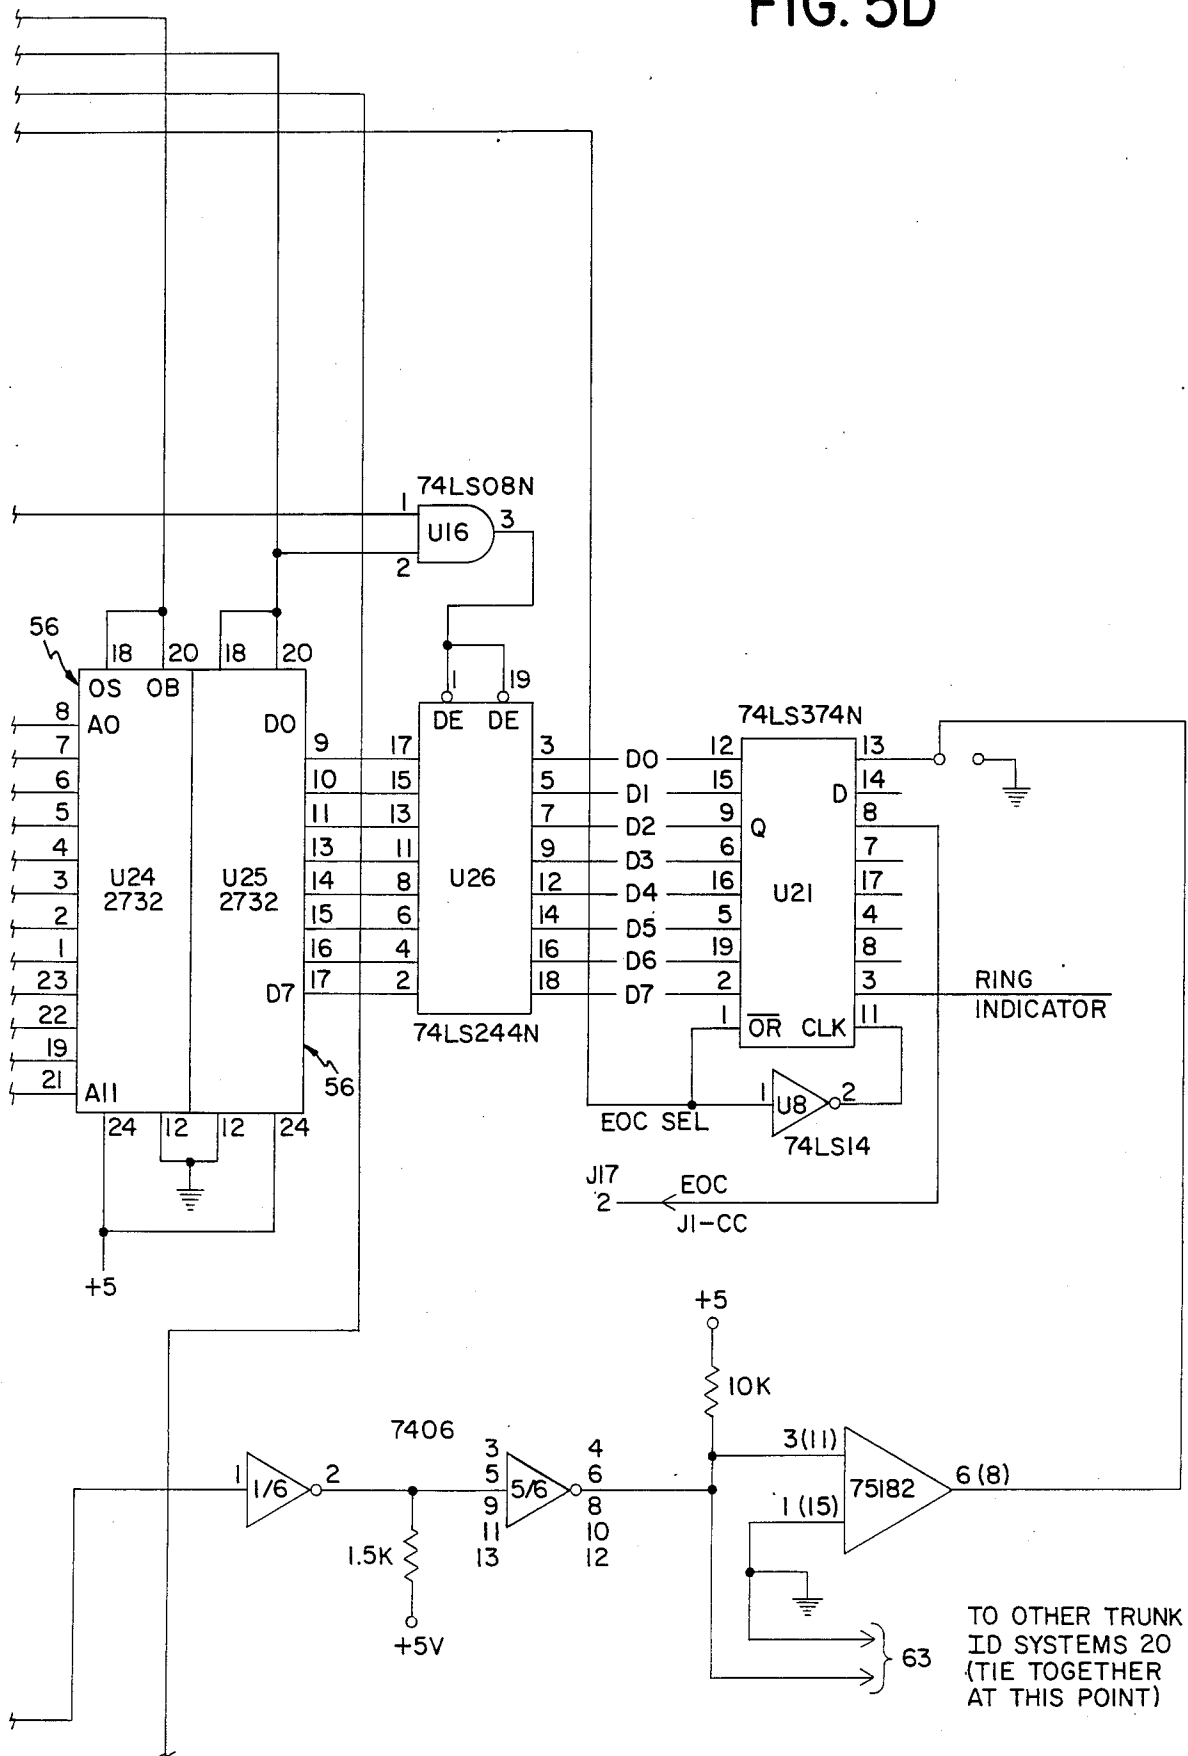 FIG. 5D
74LS08N
1
U16
3
2
56
18
20
18
20
OS OB
1
19
8 A0
DO
DE DE
74LS374N
7
9
17
3
D0
12
13
6
10
15
5
D1
15
D
14
5
11
13
7
D2
9
Q
8
4
13
11
9
D3
6
7
3
U24
2732
U25
2732
14
8
U26
12
D4
16
U21
17
2
15
6
14
D5
5
4
1
16
4
16
D6
19
8
23
D7
17
2
18
D7
2
3
RING
INDICATOR
22
74LS244N
1
OR CLK
11
19
21
A11
56
1
U8
2
24
12
12
24
EOC SEL
74LS14
J17
2
EOC
J1-CC
+5
+5
10K
7406
3
4
3(11)
1
1/6
2
5
5/6
6
75182
6(8)
9
8
1(15)
11
10
1.5K
13
12
+5V
63
TO OTHER TRUNK
ID SYSTEMS 20
(TIE TOGETHER
AT THIS POINT)